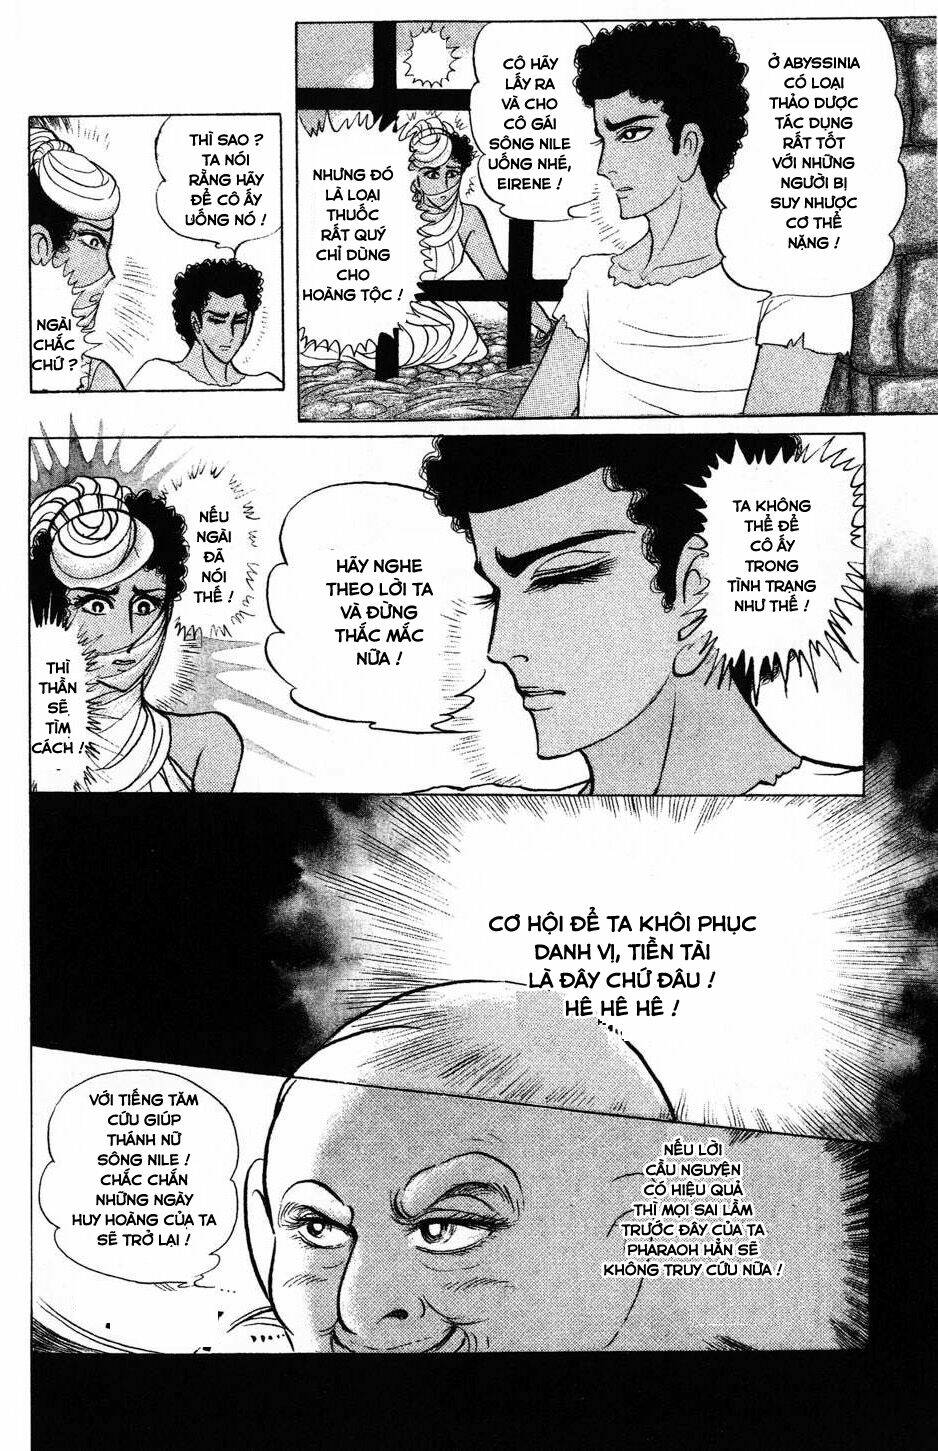 Ở ABYSSINIA
CÓ LOẠI
THẢO DƯỢC
TÁC DỤNG
RẤT TỐT
VỚI NHỮNG
NGƯỜI BỊ
SUY NHƯỢC
CƠ THỂ
NẶNG !
CÔ HÃY
LẤY RA
VÀ CHO
CÔ GÁI
SÔNG NILE
UỐNG NHÉ,
EIRENE !
NHƯNG ĐÓ
LÀ LOẠI
THUỐC
RẤT QUÝ
CHỈ DÙNG
CHO
HOÀNG TỘC !
THÌ SAO ?
TA NÓI
RẰNG HÃY
ĐỂ CÔ ẤY
UỐNG NÓ !
NGÀI
CHẮC
CHỨ ?
TA KHÔNG
THỂ ĐỂ
CÔ ẤY
TRONG
TÌNH TRẠNG
NHƯ THẾ !
HÃY NGHE
THEO LỜI TA
VÀ ĐỪNG
THẮC MẮC
NỮA !
NẾU
NGÀI
ĐÃ
NÓI
THẾ !
THÌ
THẦN
SẼ
TÌM
CÁCH !
CƠ HỘI ĐỂ TA KHÔI PHỤC
DANH VỊ, TIỀN TÀI
LÀ ĐÂY CHỨ ĐÂU !
HÊ HÊ HÊ !
NẾU LỜI
CẦU NGUYỆN
CÓ HIỆU QUẢ
THÌ MỌI SAI LẦM
TRƯỚC ĐÂY CỦA TA
PHARAOH HẲN SẼ
KHÔNG TRUY CỨU NỮA !
VỚI TIẾNG TĂM
CỨU GIÚP
THÁNH NỮ
SÔNG NILE !
CHẮC CHẮN
NHỮNG NGÀY
HUY HOÀNG CỦA TA
SẼ TRỞ LẠI !